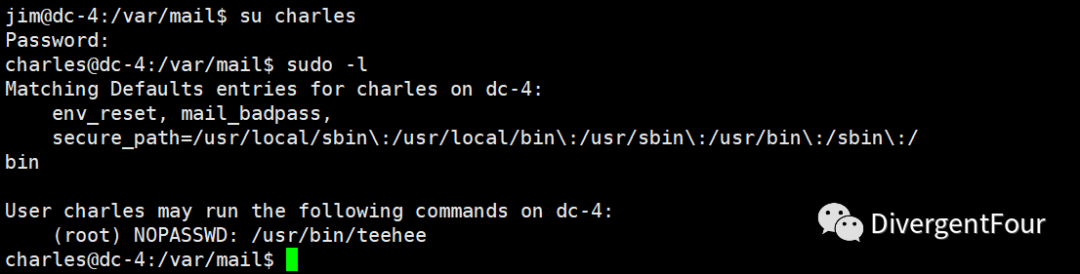 jim@dc-4:/var/mail$ su charles
Password:
charles@dc-4:/var/mail$ sudo -l
Matching Defaults entries for charles on dc-4:
    env_reset, mail_badpass,
    secure_path=/usr/local/sbin\:/usr/local/bin\:/usr/sbin\:/usr/bin\:/sbin\:/
bin

User charles may run the following commands on dc-4:
    (root) NOPASSWD: /usr/bin/teehee
charles@dc-4:/var/mail$
DivergentFour